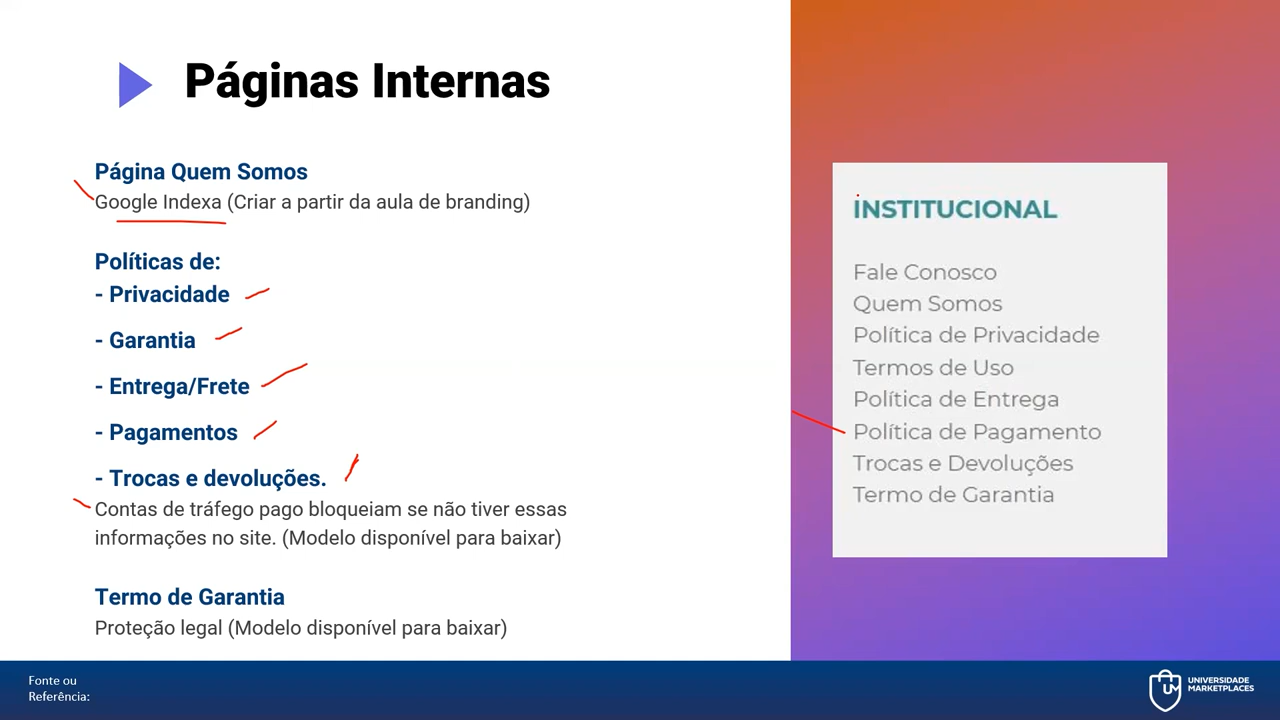 Páginas Internas
Página Quem Somos
Google Indexa (Criar a partir da aula de branding)
Políticas de:
- Privacidade
- Garantia
- Entrega/Frete
- Pagamentos
- Trocas e devoluções.
Contas de tráfego pago bloqueiam se não tiver essas
informações no site. (Modelo disponível para baixar)
Termo de Garantia
Proteção legal (Modelo disponível para baixar)
INSTITUCIONAL
Fale Conosco
Quem Somos
Política de Privacidade
Termos de Uso
Política de Entrega
Política de Pagamento
Trocas e Devoluções
Termo de Garantia
Fonte ou
Referência:
UM
UNIVERSIDADE
MARKETPLACES